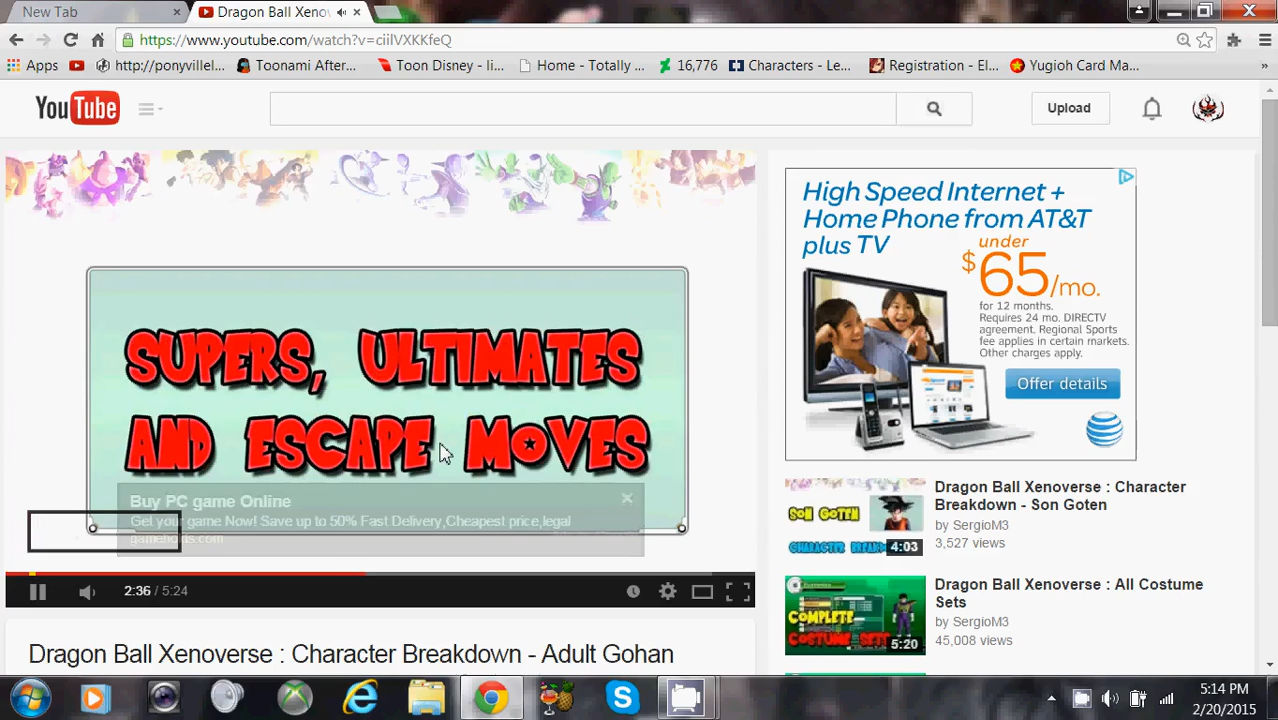 New Tab
Dragon Ball Xenov
https://www.youtube.com/watch?v=ciilVXKKfeQ
Apps
http://ponyvillel...
Toonami After...
Toon Disney - li...
Home - Totally ...
16,776
Characters - Le...
Registration - El...
Yugioh Card Ma...
»
YouTube
Upload
SUPERS, ULTIMATES
AND ESCAPE MOVES
Buy PC game Online
Get your game Now! Save up to 50% Fast Delivery,Cheapest price,legal
gameholds.com
2:36 / 5:24
Dragon Ball Xenoverse : Character Breakdown - Adult Gohan
High Speed Internet +
Home Phone from AT&T
plus TV
under
$65/mo.
for 12 months.
Requires 24 mo. DIRECTV
agreement. Regional Sports
fee applies in certain markets.
Other charges apply.
Offer details
at&t
SON GOTEN
CHARACTER
BREAKDOWN
4:03
Dragon Ball Xenoverse : Character
Breakdown - Son Goten
by SergioM3
3,527 views
COMPLETE
COSTUME SETS
5:20
Dragon Ball Xenoverse : All Costume
Sets
by SergioM3
45,008 views
5:14 PM
2/20/2015